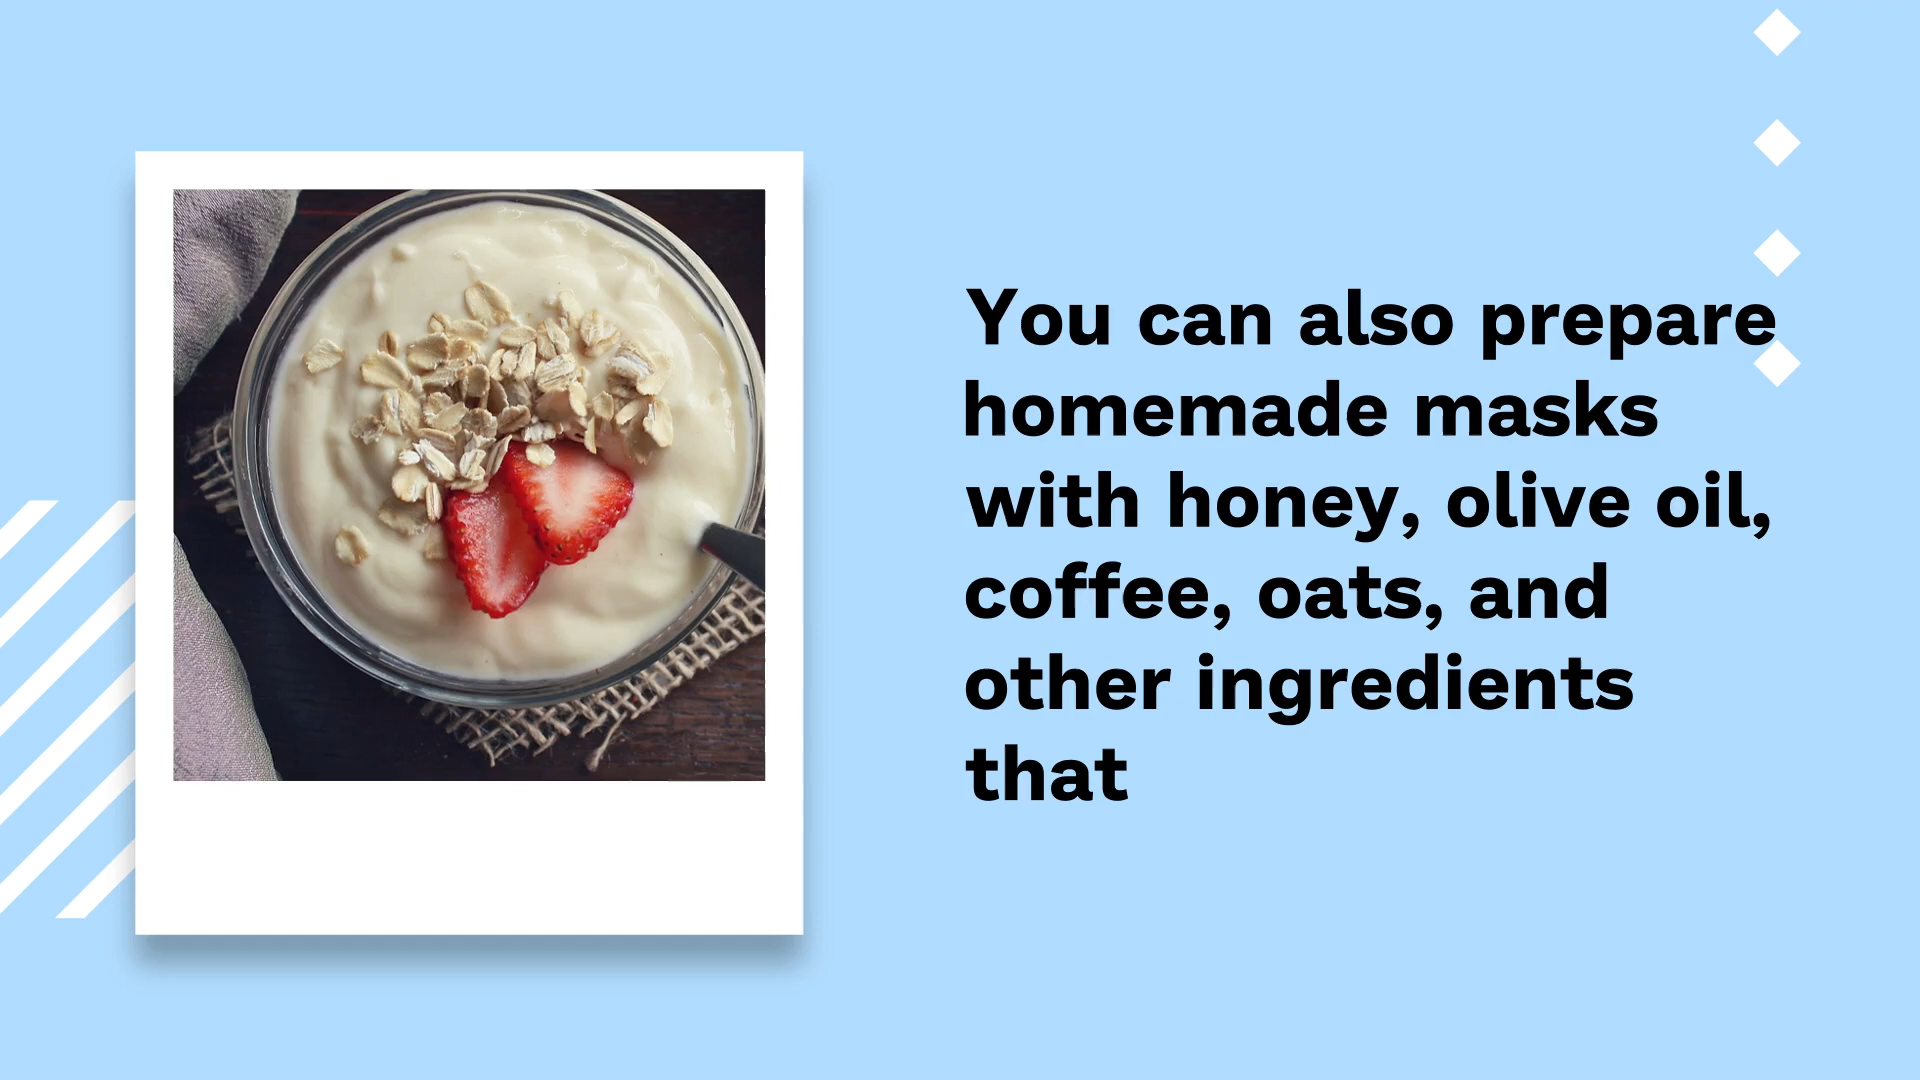 You can also prepare
homemade masks
with honey, olive oil,
coffee, oats, and
other ingredients
that